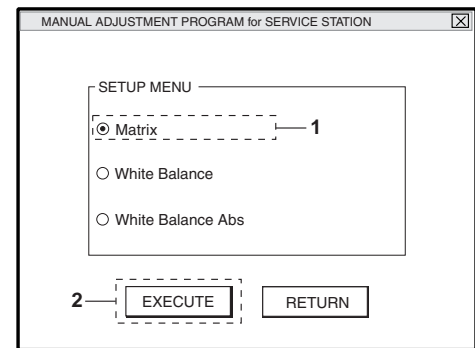 MANUAL ADJUSTMENT PROGRAM for SERVICE STATION
SETUP MENU
Matrix
1
White Balance
White Balance Abs
2
EXECUTE
RETURN